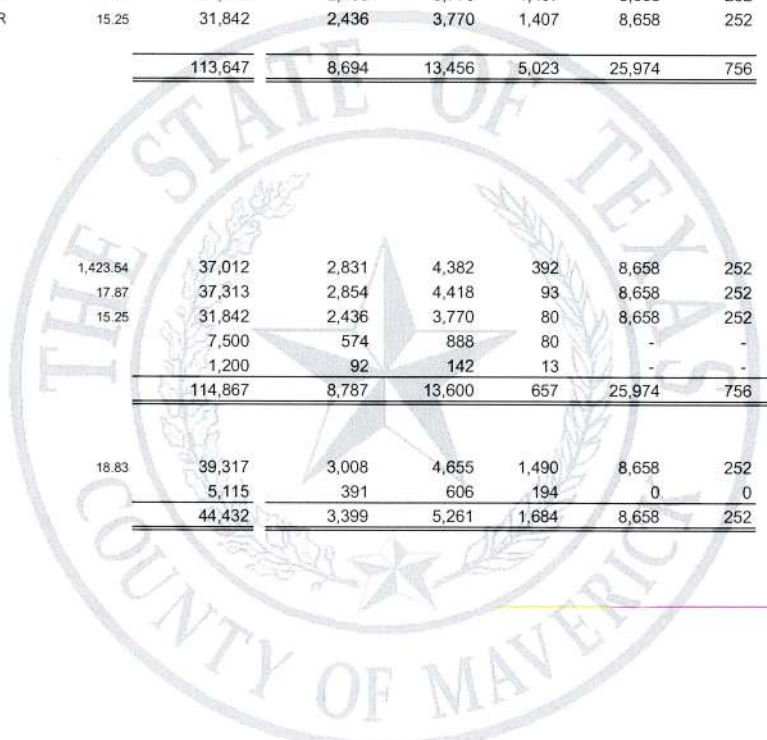 R 15.25 31,842 2,436 3,770 1,407 8,658 252
113,647 8,694 13,456 5,023 25,974 756
THE STATE OF TEXAS
1,423.54 37,012 2,831 4,382 392 8,658 252
17.87 37,313 2,854 4,418 93 8,658 252
15.25 31,842 2,436 3,770 80 8,658 252
7,500 574 888 80 - -
1,200 92 142 13 - -
114,867 8,787 13,600 657 25,974 756
18.83 39,317 3,008 4,655 1,490 8,658 252
5,115 391 606 194 0 0
44,432 3,399 5,261 1,684 8,658 252
COUNTY OF MAVERICK